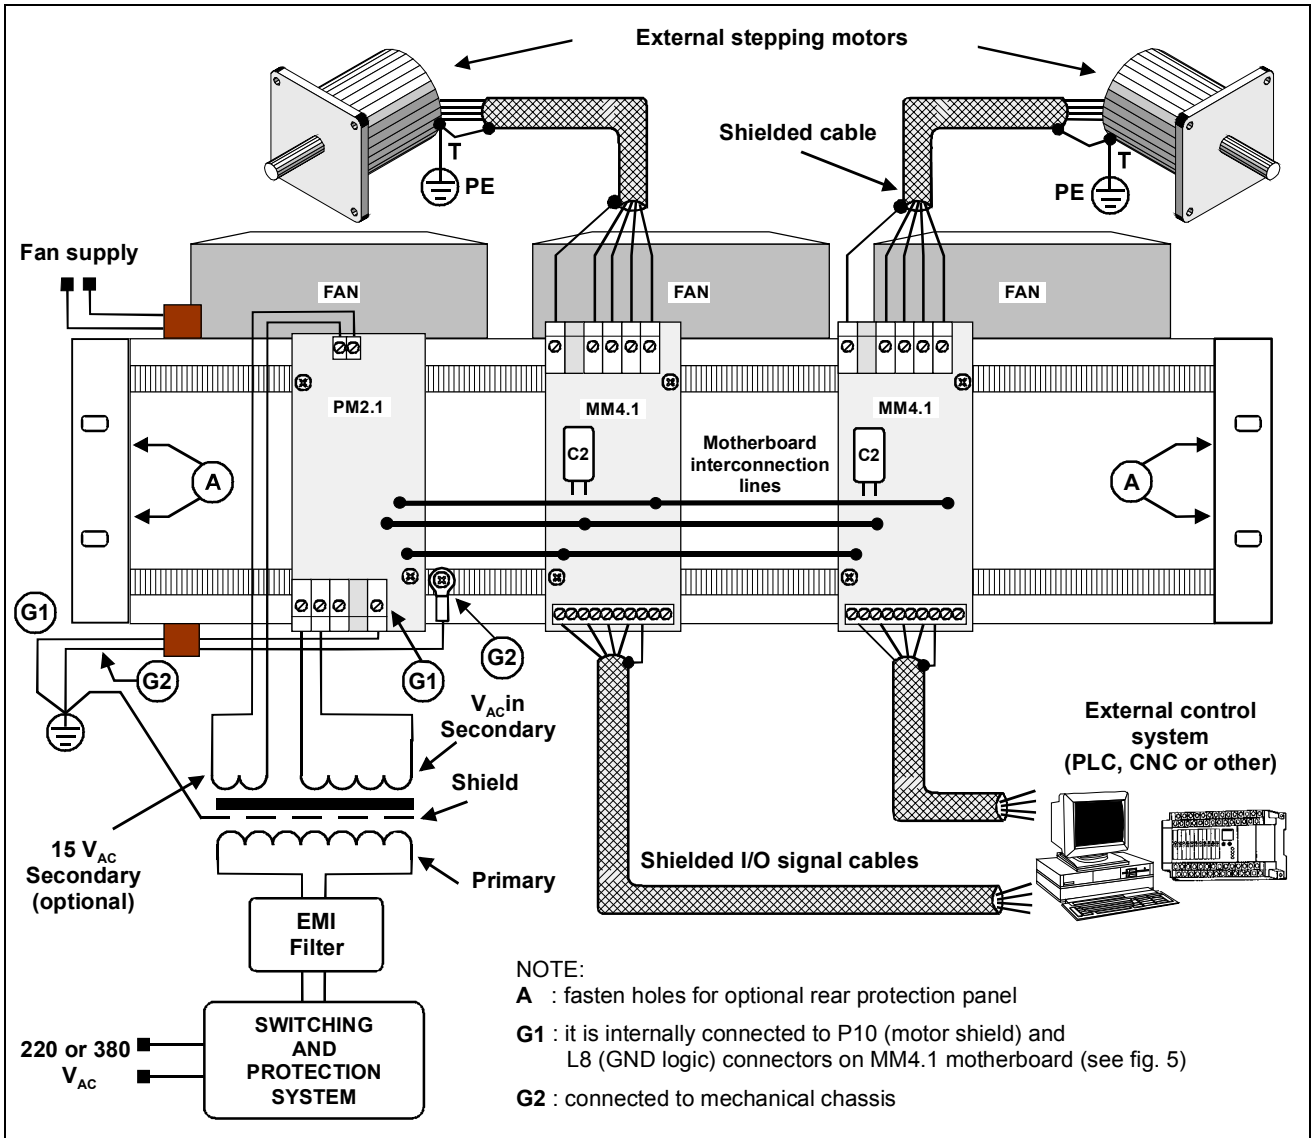 External stepping motors
Shielded cable
T
PE
T
PE
Fan supply
FAN
FAN
FAN
PM2.1
MM4.1
MM4.1
C2
C2
Motherboard
interconnection
lines
A
A
G1
G2
G1
G2
VAC in
Secondary
Shield
15 VAC
Secondary
(optional)
Primary
EMI
Filter
SWITCHING
AND
PROTECTION
SYSTEM
220 or 380
VAC
External control
system
(PLC, CNC or other)
Shielded I/O signal cables
NOTE:
A : fasten holes for optional rear protection panel
G1 : it is internally connected to P10 (motor shield) and
L8 (GND logic) connectors on MM4.1 motherboard (see fig. 5)
G2 : connected to mechanical chassis